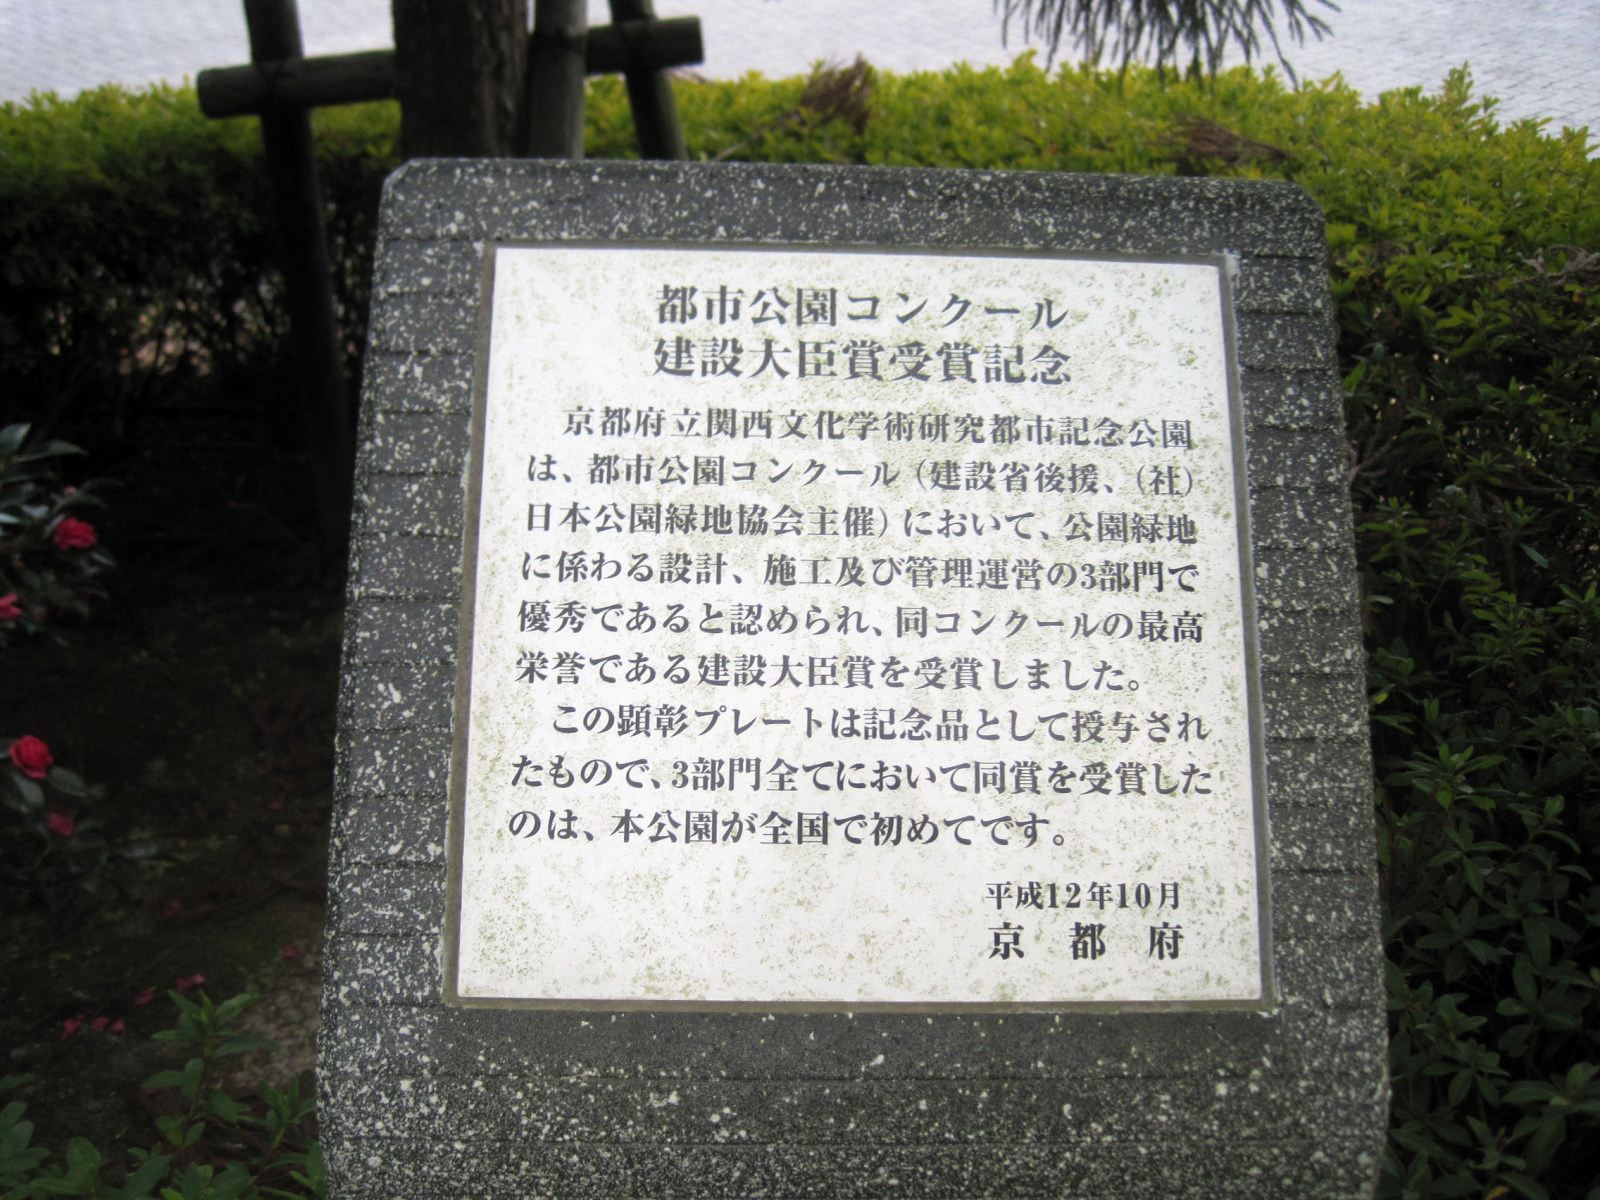 都市公園コンクール
建設大臣賞受賞記念
京都府立関西文化学術研究都市記念公園
は、都市公園コンクール（建設省後援、（社）
日本公園緑地協会主催）において、公園緑地
に係わる設計、施工及び管理運営の3部門で
優秀であると認められ、同コンクールの最高
栄誉である建設大臣賞を受賞しました。
この顕彰プレートは記念品として授与され
たもので、3部門全てにおいて同賞を受賞した
のは、本公園が全国で初めてです。
平成12年10月
京　都　府